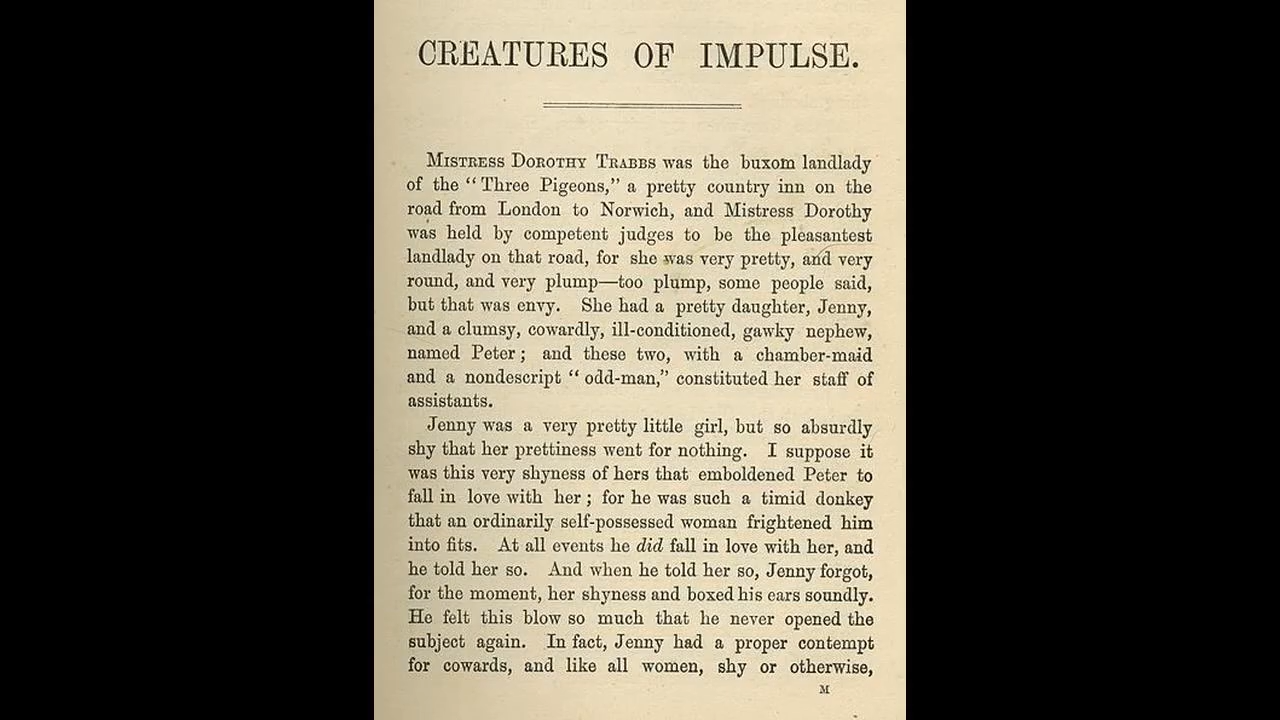 CREATURES OF IMPULSE.
Mistress Dorothy Trabbs was the buxom landlady
of the “Three Pigeons,” a pretty country inn on the
road from London to Norwich, and Mistress Dorothy
was held by competent judges to be the pleasantest
landlady on that road, for she was very pretty, and very
round, and very plump—too plump, some people said,
but that was envy. She had a pretty daughter, Jenny,
and a clumsy, cowardly, ill-conditioned, gawky nephew,
named Peter; and these two, with a chamber-maid
and a nondescript “odd-man,” constituted her staff of
assistants.
Jenny was a very pretty little girl, but so absurdly
shy that her prettiness went for nothing. I suppose it
was this very shyness of hers that emboldened Peter to
fall in love with her; for he was such a timid donkey
that an ordinarily self-possessed woman frightened him
into fits. At all events he did fall in love with her, and
he told her so. And when he told her so, Jenny forgot,
for the moment, her shyness and boxed his ears soundly.
He felt this blow so much that he never opened the
subject again. In fact, Jenny had a proper contempt
for cowards, and like all women, shy or otherwise,
M